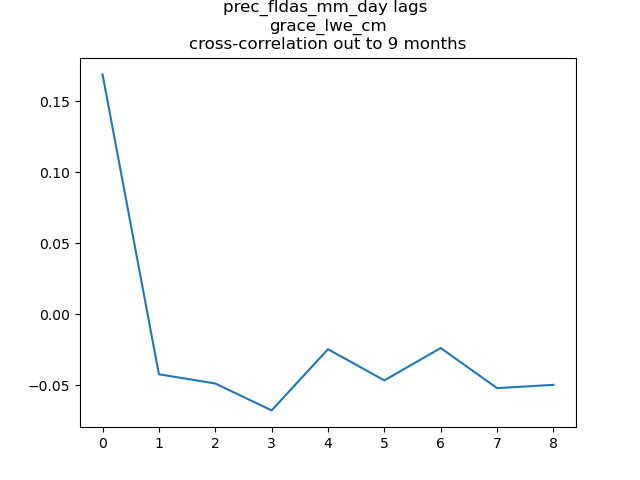 prec_fldas_mm_day lags
grace_lwe_cm
cross-correlation out to 9 months
0.15
0.10
0.05
0.00
−0.05
0 1 2 3 4 5 6 7 8